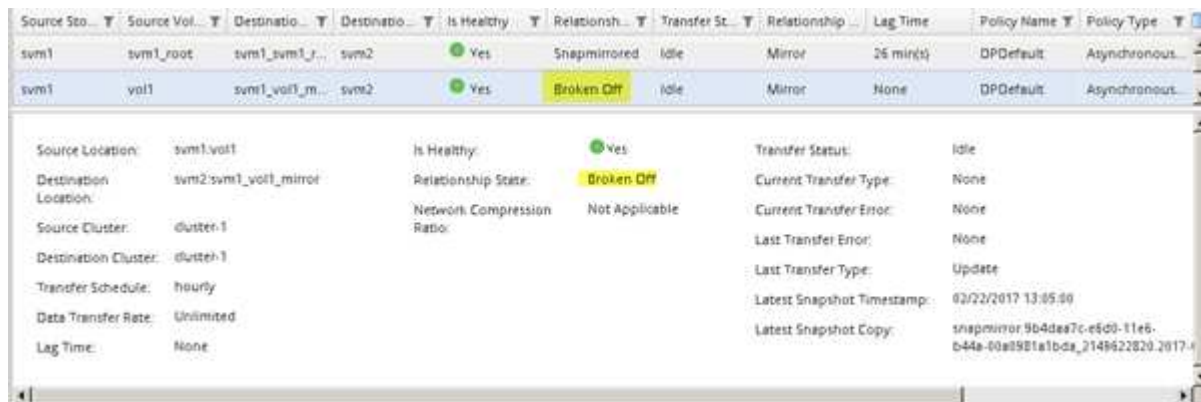 Source Sto... Source Vol... Destinatio... Destinatio... Is Healthy Relationsh... Transfer St... Relationship ... Lag Time Policy Name Policy Type
svm1 svm1_root svm1_svm1_r... svm2 Yes Snapmirrored Idle Mirror 26 min(s) DPDefault Asynchronous...
svm1 vol1 svm1_vol1_m... svm2 Yes Broken Off Idle Mirror None DPDefault Asynchronous...
Source Location: svm1:vol1 Is Healthy: Yes Transfer Status: Idle
Destination Location: svm2:svm1_vol1_mirror Relationship State: Broken Off Current Transfer Type: None
Network Compression Ratio: Not Applicable Current Transfer Error: None
Source Cluster: cluster-1 Last Transfer Error: None
Destination Cluster: cluster-1 Last Transfer Type: Update
Transfer Schedule: hourly Latest Snapshot Timestamp: 02/22/2017 13:05:00
Data Transfer Rate: Unlimited Latest Snapshot Copy: snapmirror.9b4daa7c-e6d0-11e6-
b44a-00a0981a1bda_2149622820.2017-
Lag Time: None